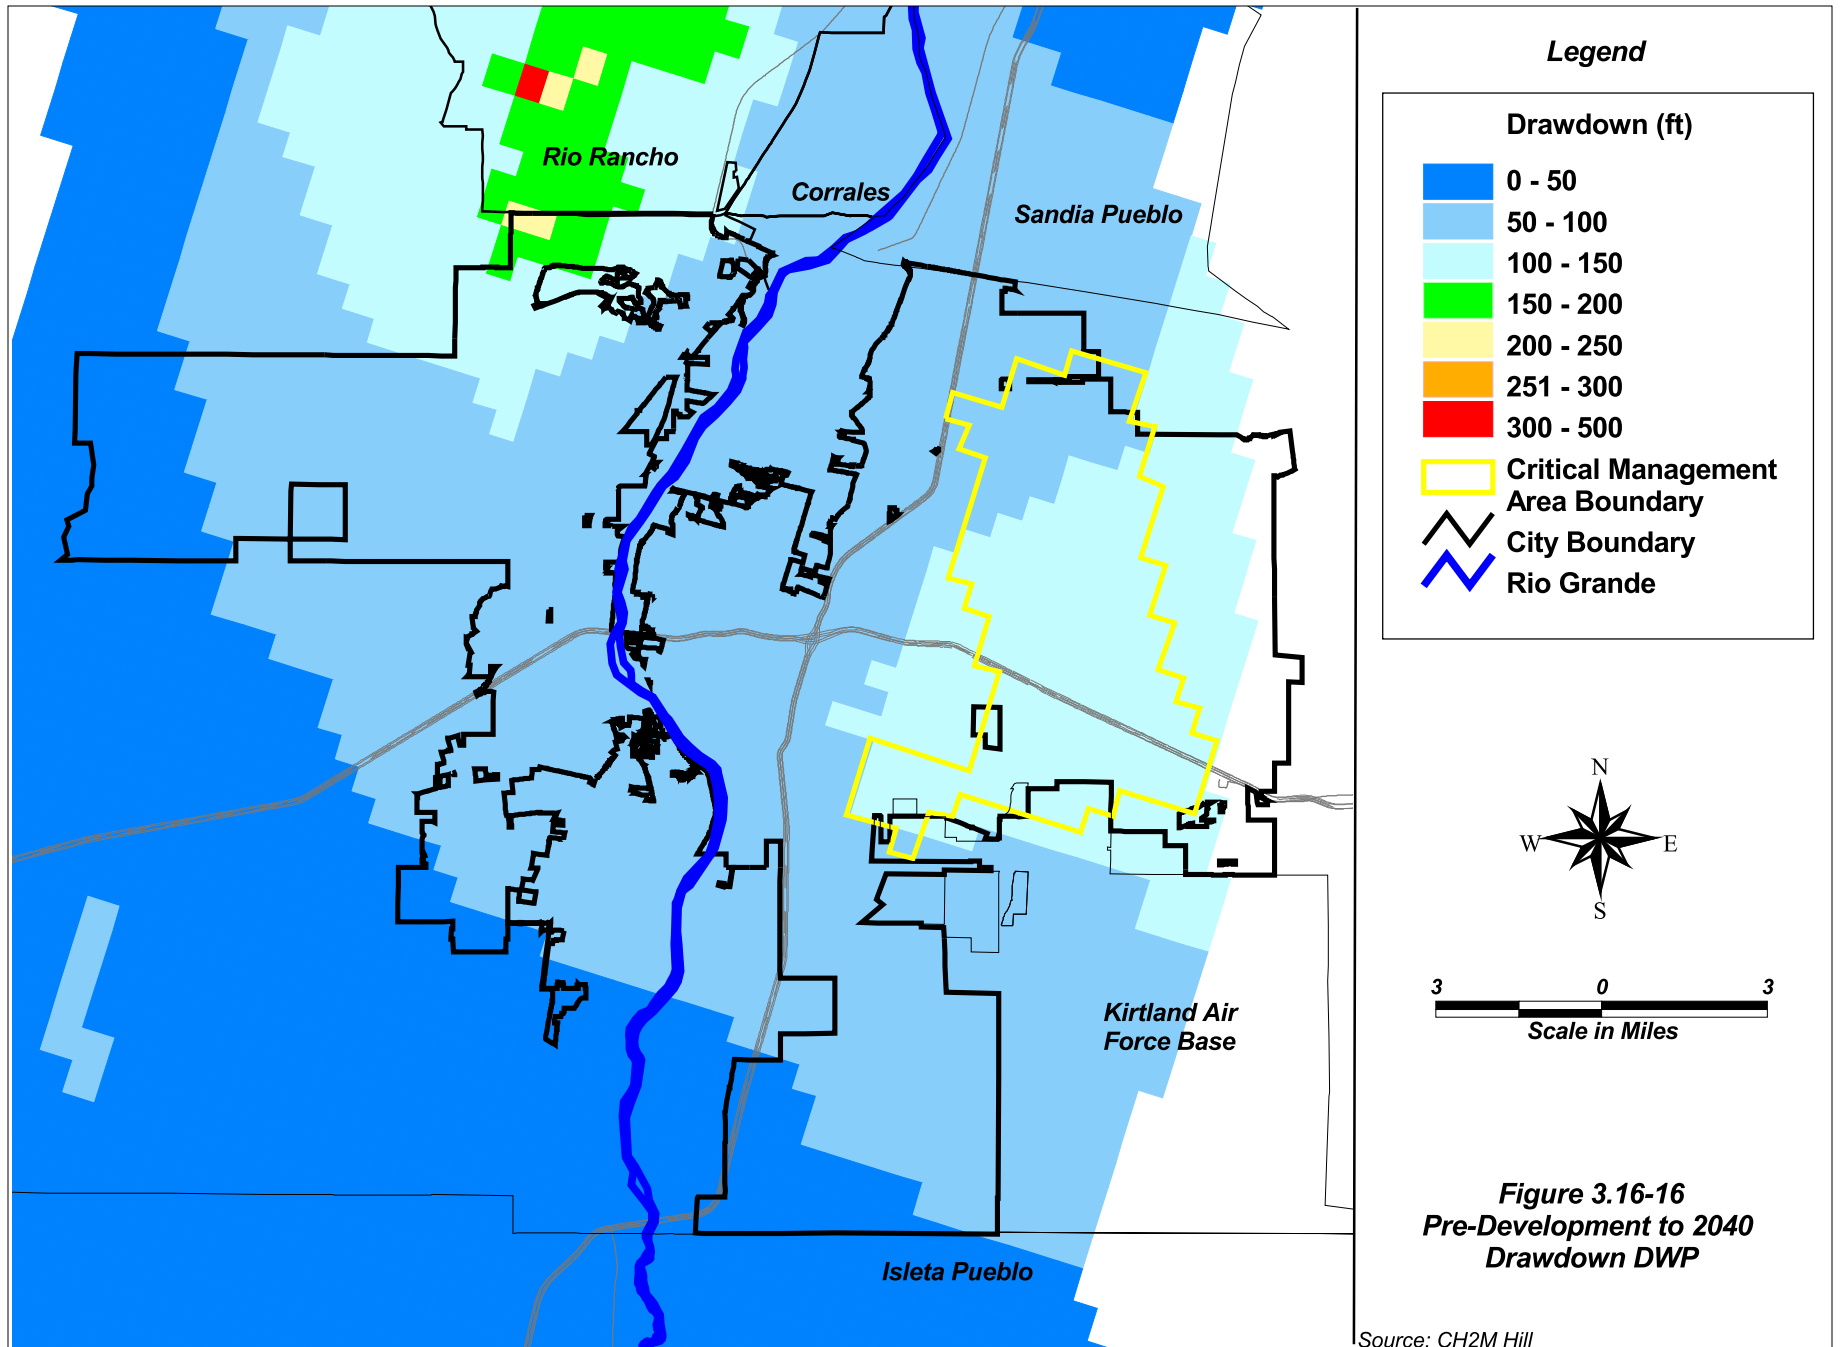 Rio Rancho
Corrales
Sandia Pueblo
Kirtland Air
Force Base
Isleta Pueblo
Legend
Drawdown (ft)
0 - 50
50 - 100
100 - 150
150 - 200
200 - 250
251 - 300
300 - 500
Critical Management
Area Boundary
City Boundary
Rio Grande
N
W
E
S
3 0 3
Scale in Miles
Figure 3.16-16
Pre-Development to 2040
Drawdown DWP
Source: CH2M Hill